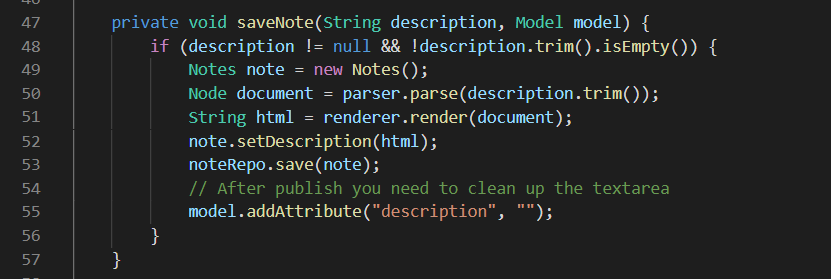 47 private void saveNote(String description, Model model) {
48 if (description != null && !description.trim().isEmpty()) {
49 Notes note = new Notes();
50 Node document = parser.parse(description.trim());
51 String html = renderer.render(document);
52 note.setDescription(html);
53 noteRepo.save(note);
54 // After publish you need to clean up the textarea
55 model.addAttribute("description", "");
56 }
57 }